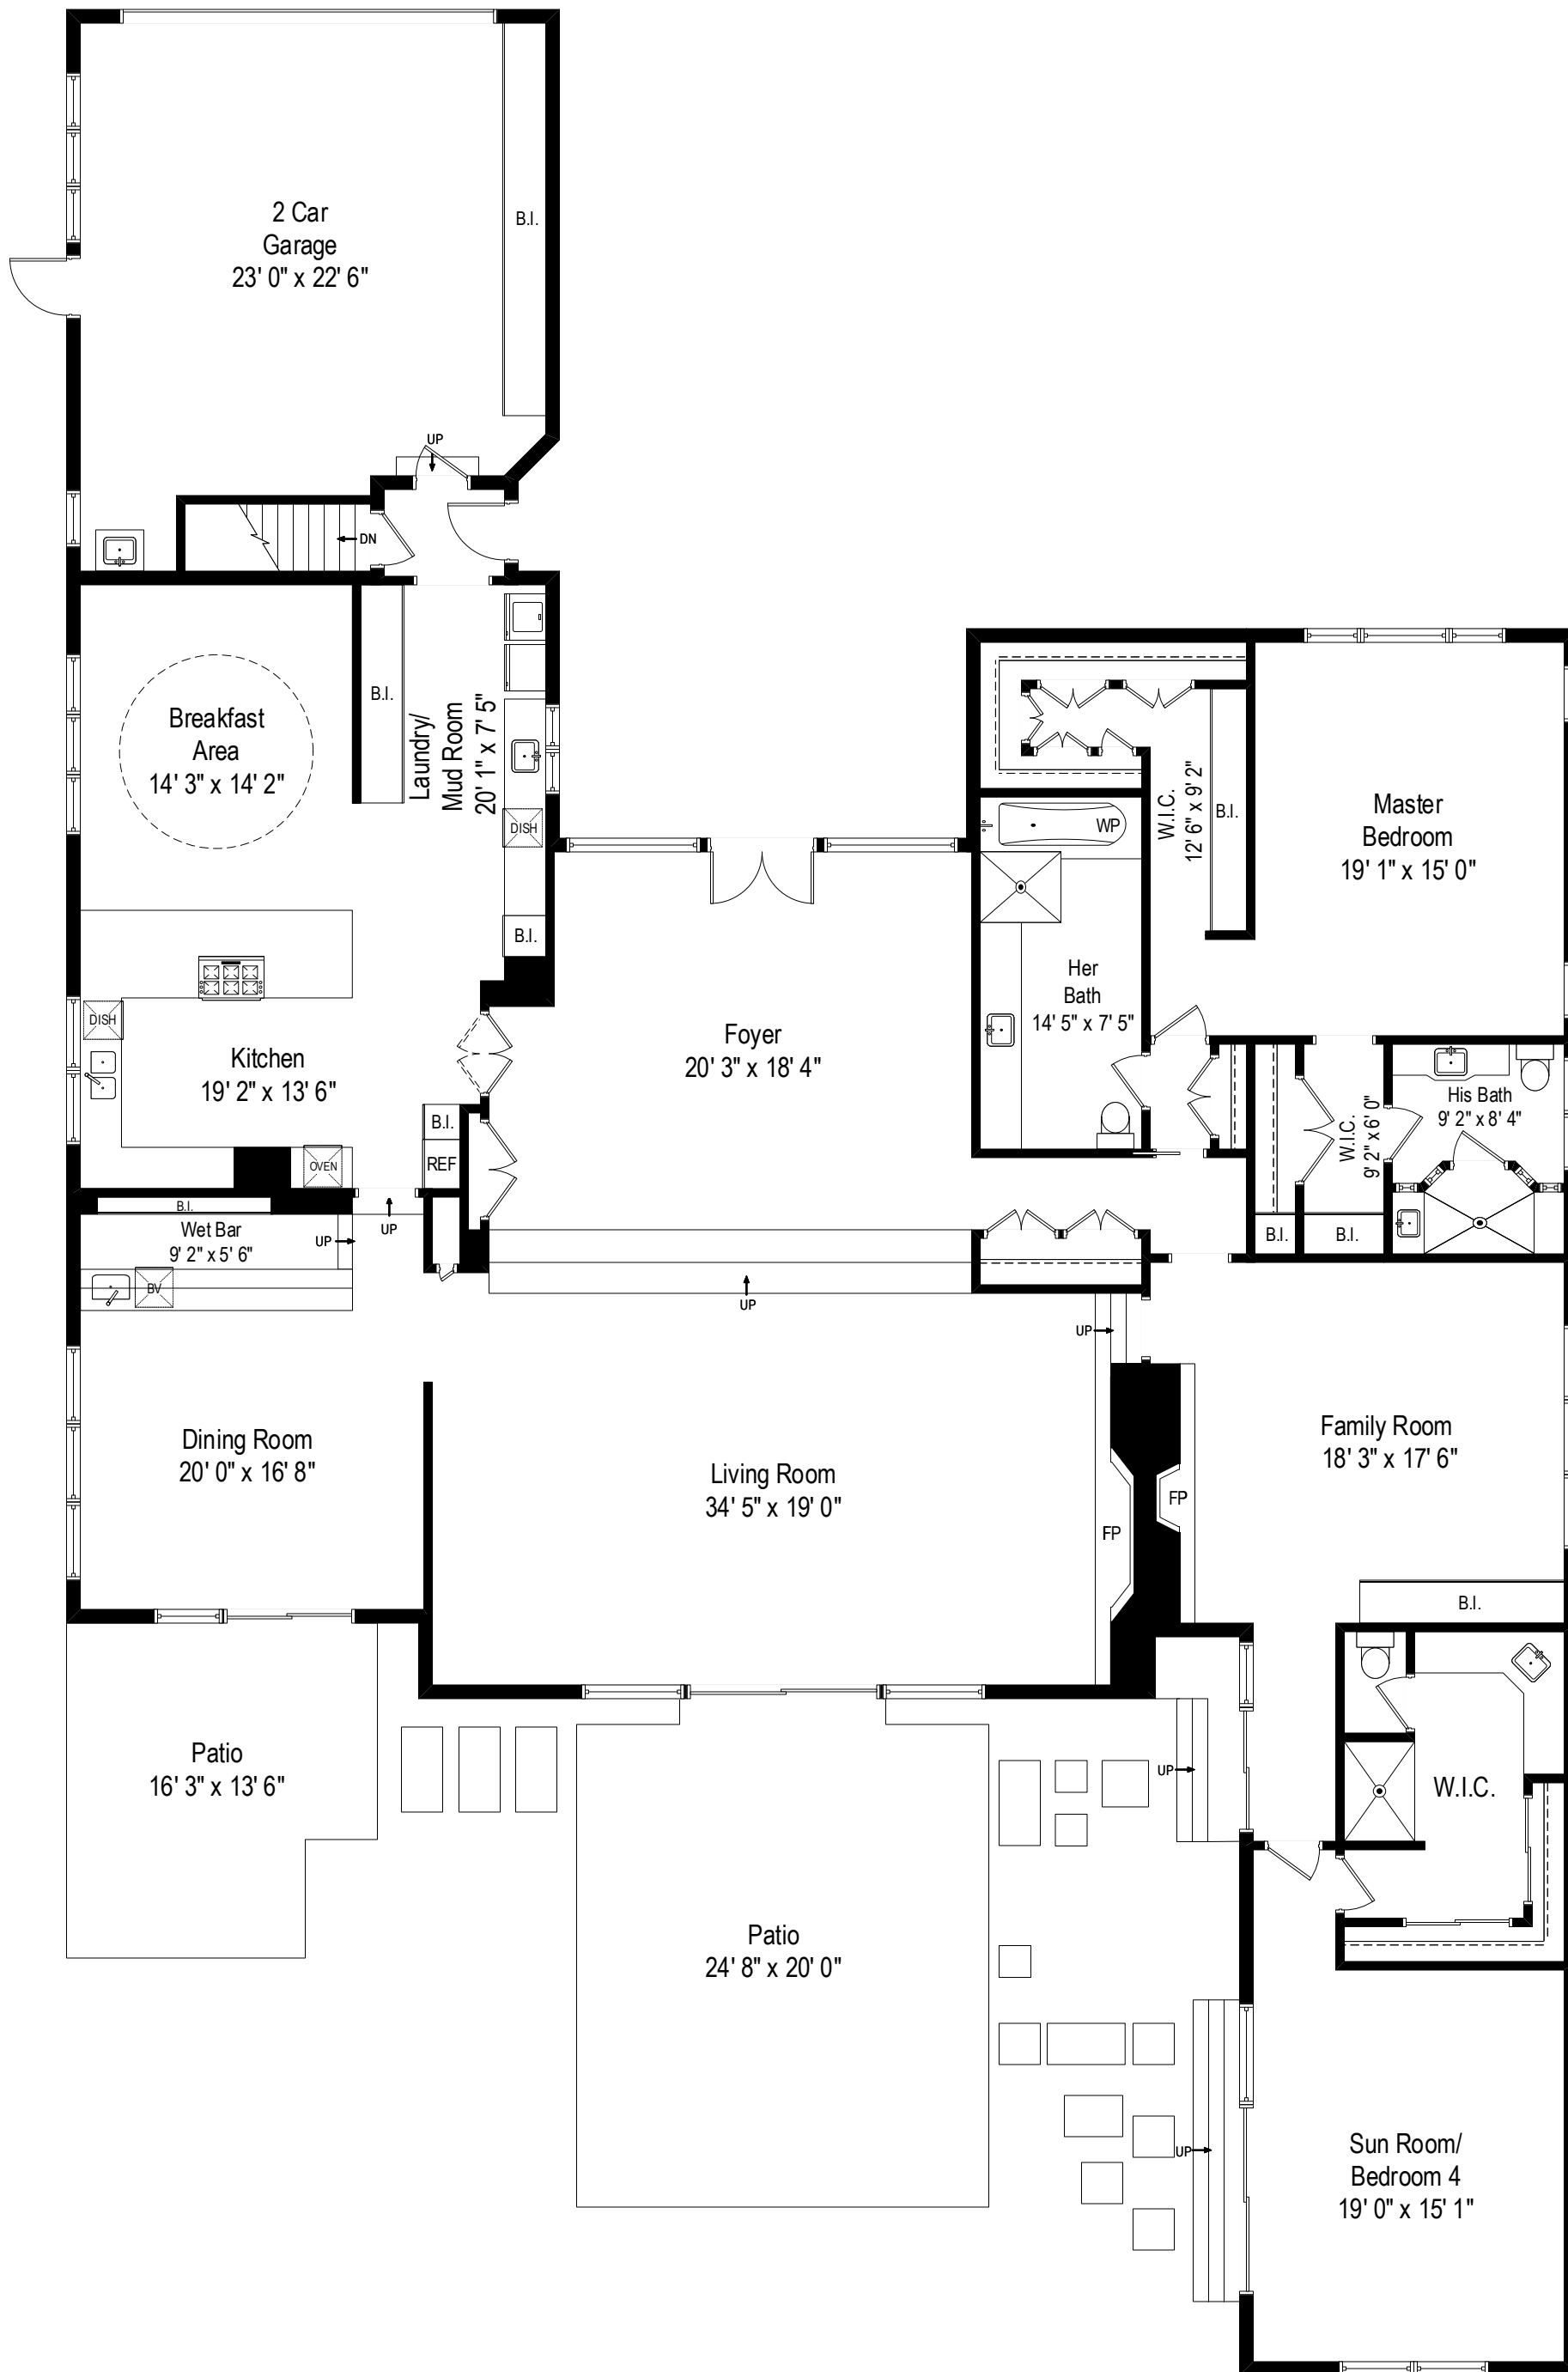 2 Car
Garage
23' 0" x 22' 6"
B.I.
UP
DN
Breakfast
Area
14' 3" x 14' 2"
B.I.
Laundry/
Mud Room
20' 1" x 7' 5"
DISH
B.I.
W.I.C.
12' 6" x 9' 2"
B.I.
WP
Master
Bedroom
19' 1" x 15' 0"
Her
Bath
14' 5" x 7' 5"
Foyer
20' 3" x 18' 4"
DISH
Kitchen
19' 2" x 13' 6"
B.I.
REF
OVEN
W.I.C.
9' 2" x 6' 0"
His Bath
9' 2" x 8' 4"
B.I.
B.I.
B.I.
Wet Bar
9' 2" x 5' 6"
UP
UP
BV
UP
UP
Dining Room
20' 0" x 16' 8"
Living Room
34' 5" x 19' 0"
FP
FP
Family Room
18' 3" x 17' 6"
B.I.
Patio
16' 3" x 13' 6"
UP
W.I.C.
Patio
24' 8" x 20' 0"
UP
Sun Room/
Bedroom 4
19' 0" x 15' 1"